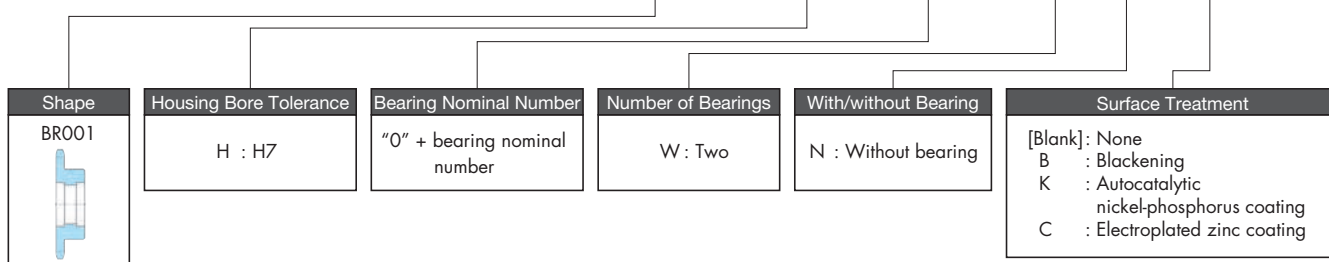 Shape
BR001
Housing Bore Tolerance
H : H7
Bearing Nominal Number
"0" + bearing nominal
number
Number of Bearings
W : Two
With/without Bearing
N : Without bearing
Surface Treatment
[Blank] : None
B : Blackening
K : Autocatalytic
nickel-phosphorus coating
C : Electroplated zinc coating